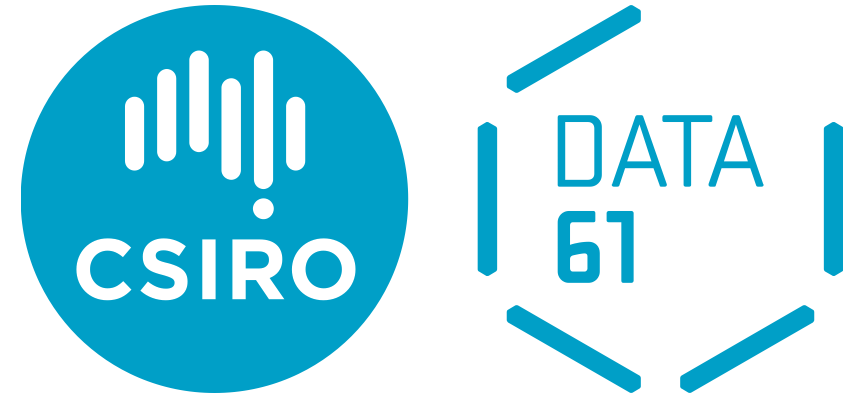 CSIRO
DATA
61